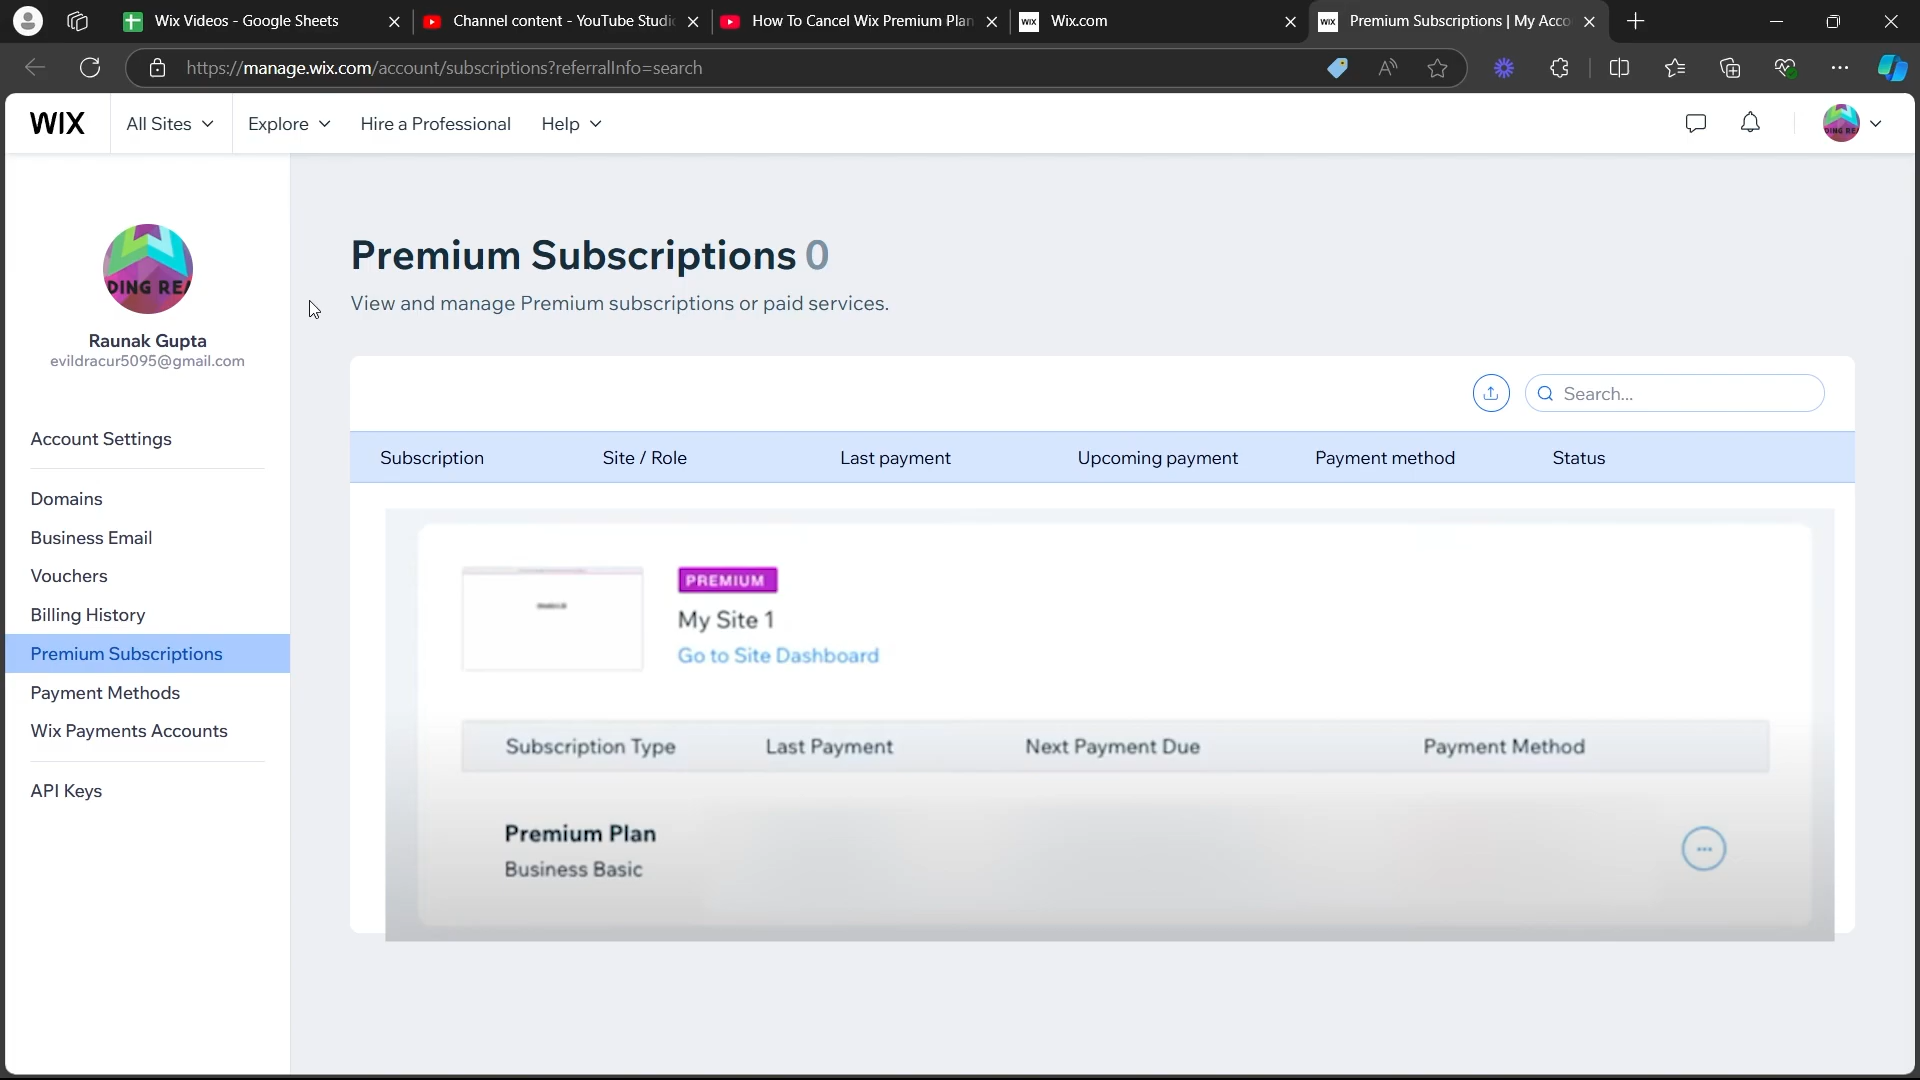 Wix Videos - Google Sheets
Channel content - YouTube Studi
How To Cancel Wix Premium Plan
WIX Wix.com
WIX Premium Subscriptions | My Acco
https://manage.wix.com/account/subscriptions?referralInfo=search
WIX
All Sites
Explore
Hire a Professional
Help
DING RE
DING REA
Raunak Gupta
evildracur5095@gmail.com
Account Settings
Domains
Business Email
Vouchers
Billing History
Premium Subscriptions
Payment Methods
Wix Payments Accounts
API Keys
Premium Subscriptions 0
View and manage Premium subscriptions or paid services.
Search...
Subscription Site / Role Last payment Upcoming payment Payment method Status
PREMIUM
My Site 1
Go to Site Dashboard
Subscription Type Last Payment Next Payment Due Payment Method
Premium Plan
Business Basic